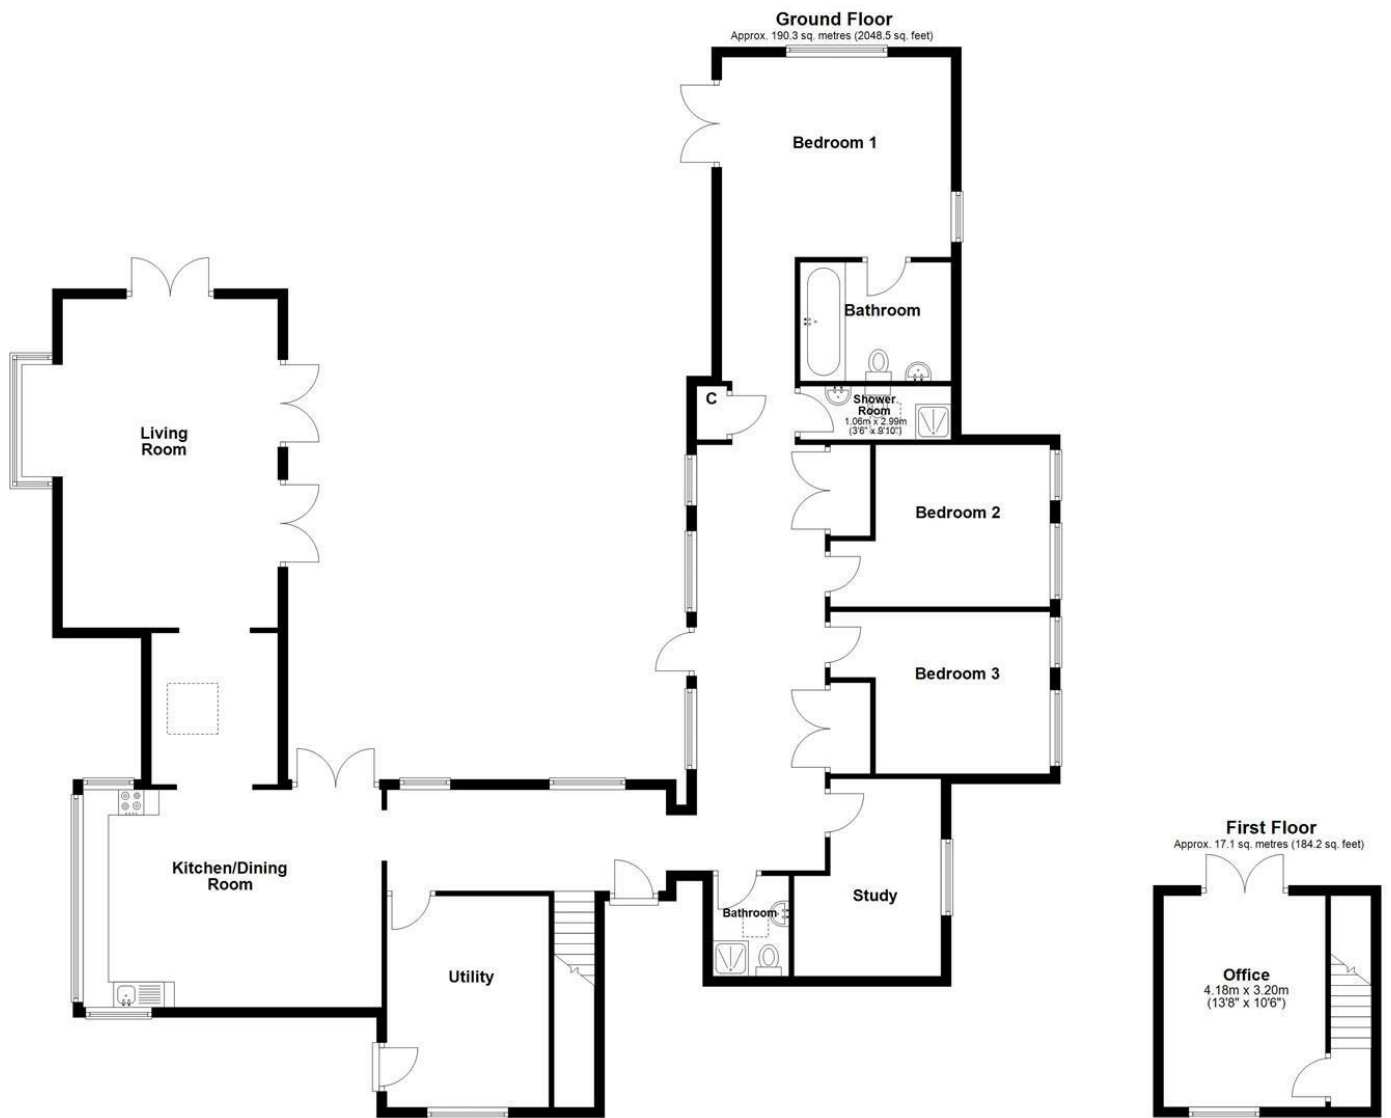 Ground Floor
Approx. 190.3 sq. metres (2048.5 sq. feet)
Bedroom 1
Bathroom
C
Shower
Room
1.06m x 2.99m
(3'6" x 9'10")
Living
Room
Bedroom 2
Bedroom 3
Kitchen/Dining
Room
Bathroom
Study
Utility
First Floor
Approx. 17.1 sq. metres (184.2 sq. feet)
Office
4.18m x 3.20m
(13'8" x 10'6")